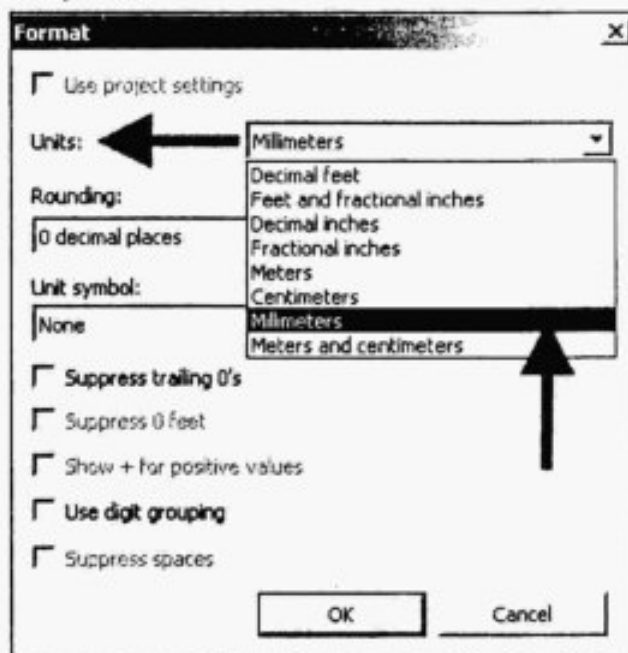 Format
Use project settings
Units: Millimeters
Decimal feet
Feet and fractional inches
Decimal inches
Fractional inches
Meters
Centimeters
Millimeters
Meters and centimeters
Rounding:
0 decimal places
Unit symbol:
None
Suppress trailing 0's
Suppress 0 feet
Show + for positive values
Use digit grouping
Suppress spaces
OK Cancel